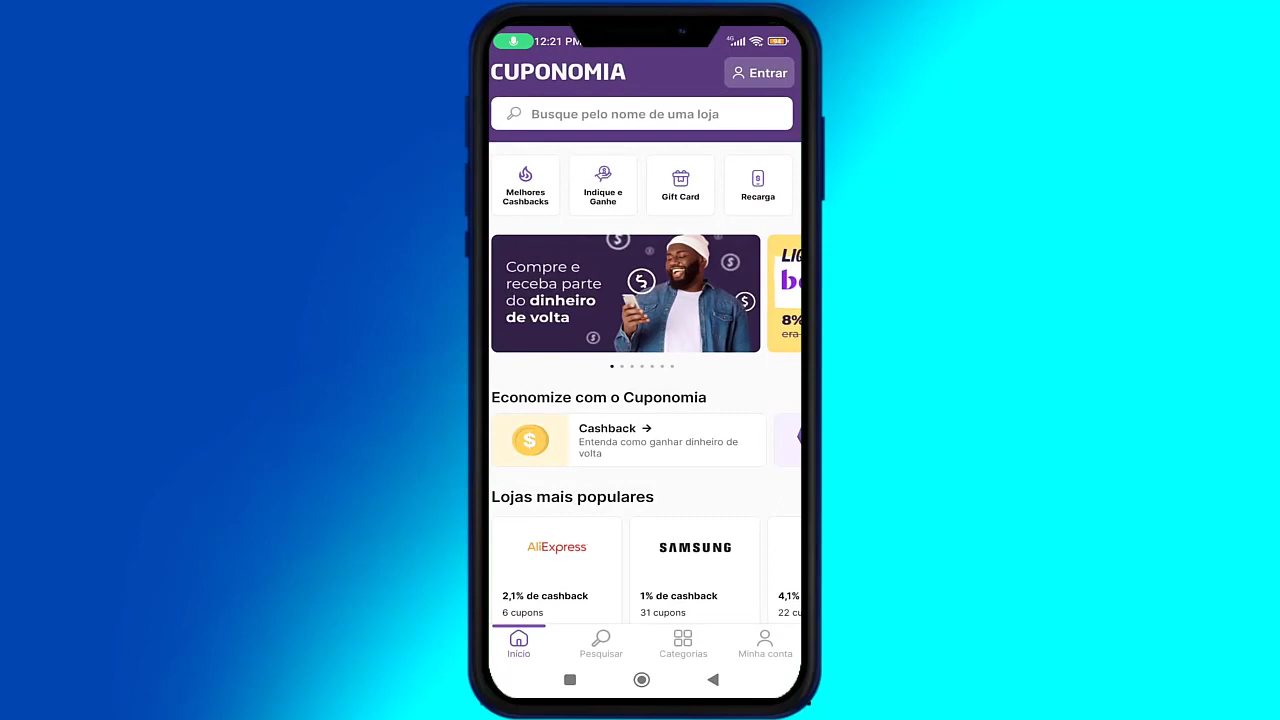 12:21 PM
4G
94
CUPONOMIA
Entrar
Busque pelo nome de uma loja
Melhores
Cashbacks
Indique e
Ganhe
Gift Card
Recarga
Compre e
receba parte
do dinheiro
de volta
8%
era
Economize com o Cuponomia
Cashback →
Entenda como ganhar dinheiro de
volta
Lojas mais populares
AliExpress
SAMSUNG
2,1% de cashback
1% de cashback
4,1%
6 cupons
31 cupons
22 cu
Início
Pesquisar
Categorias
Minha conta